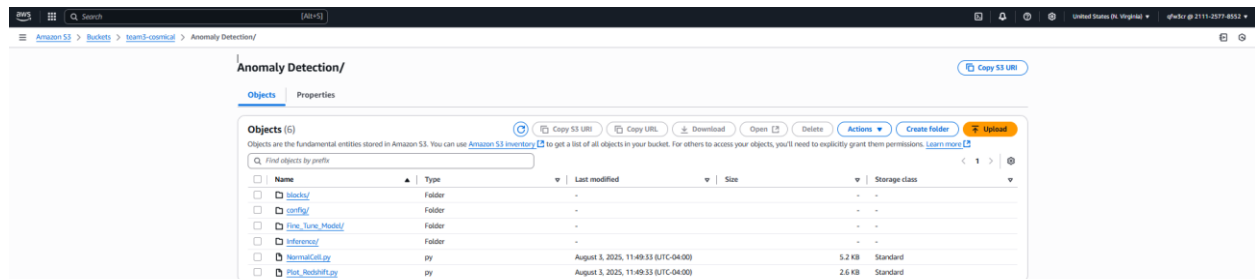 aws Search [Alt+S] United States (N. Virginia) qfw3cr @ 2111-2577-8552
Amazon S3 > Buckets > team3-cosmical > Anomaly Detection/
Anomaly Detection/
Copy S3 URI
Objects Properties
Objects (6) Copy S3 URI Copy URL Download Open Delete Actions Create folder Upload
Objects are the fundamental entities stored in Amazon S3. You can use Amazon S3 inventory to get a list of all objects in your bucket. For others to access your objects, you'll need to explicitly grant them permissions. Learn more
Find objects by prefix 1
Name Type Last modified Size Storage class
blocks/ Folder - - -
config/ Folder - - -
Fine_Tune_Model/ Folder - - -
Inference/ Folder - - -
NormalCell.py py August 3, 2025, 11:49:33 (UTC-04:00) 5.2 KB Standard
Plot_Redshift.py py August 3, 2025, 11:49:33 (UTC-04:00) 2.6 KB Standard